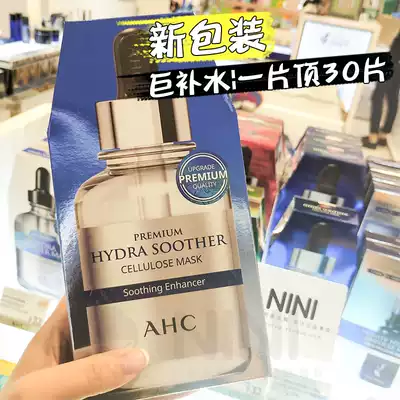 新包装
巨补水!一片顶30片
UPGRADE
PREMIUM
QUALITY
PREMIUM
HYDRA SOOTHER
CELLULOSE MASK
Soothing Enhancer
AHC
NINI
NINI